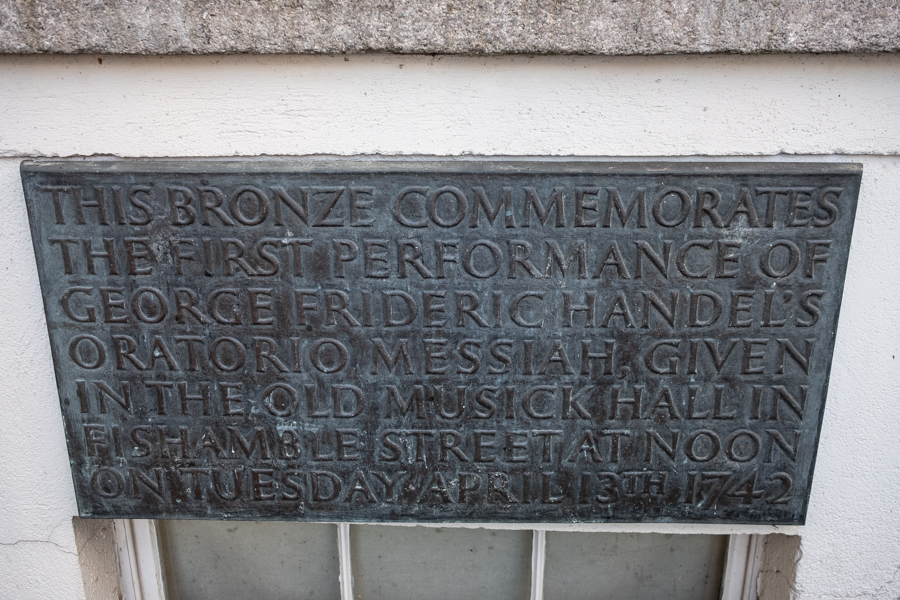 THIS BRONZE COMMEMORATES
THE FIRST PERFORMANCE OF
GEORGE FRIDERIC HANDEL'S
ORATORIO MESSIAH, GIVEN
IN THE OLD MUSICK HALL IN
FISHAMBLE STREET AT NOON
ON TUESDAY APRIL 13TH 1742